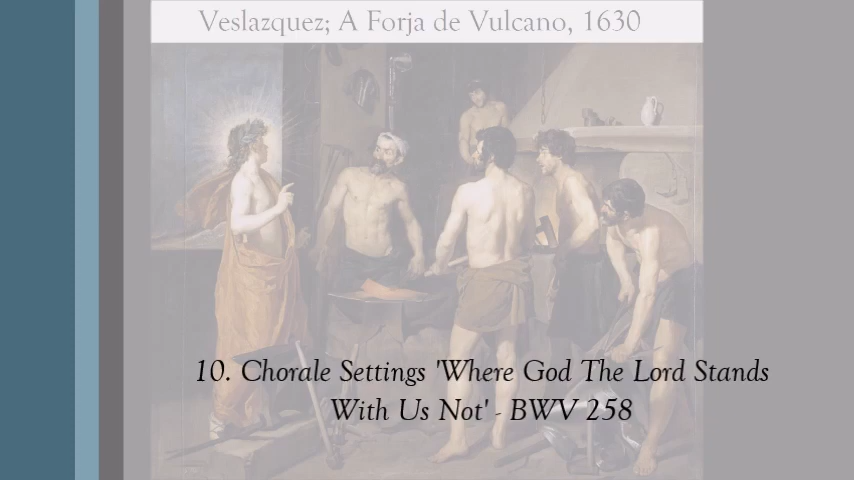 Veslazquez; A Forja de Vulcano, 1630
10. Chorale Settings 'Where God The Lord Stands
With Us Not' - BWV 258